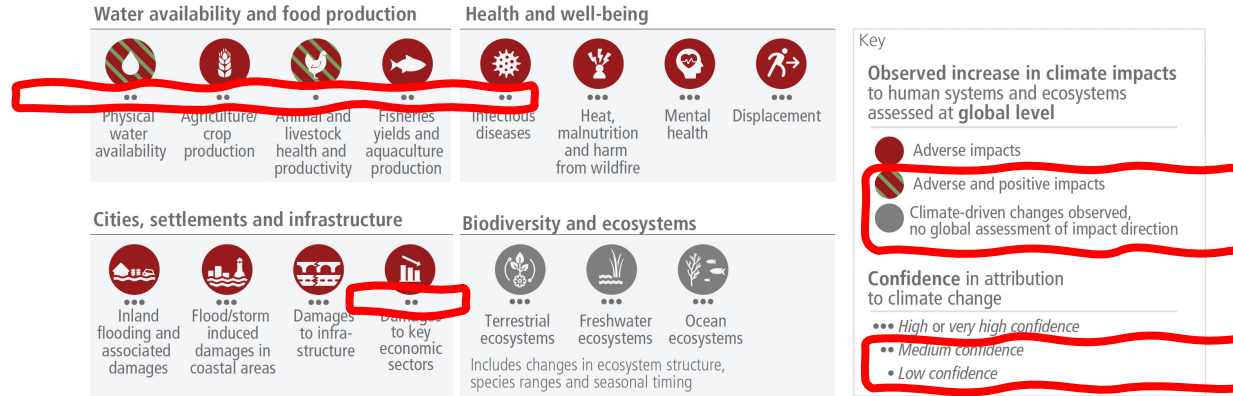 Water availability and food production
Physical
water
availability
Agriculture/
crop
production
Animal and
livestock
health and
productivity
Fisheries
yields and
aquaculture
production
Health and well-being
Infectious
diseases
Heat,
malnutrition
and harm
from wildfire
Mental
health
Displacement
Cities, settlements and infrastructure
Inland
flooding and
associated
damages
Flood/storm
induced
damages in
coastal areas
Damages
to infra-
structure
Damages
to key
economic
sectors
Biodiversity and ecosystems
Terrestrial
ecosystems
Freshwater
ecosystems
Ocean
ecosystems
Includes changes in ecosystem structure,
species ranges and seasonal timing
Key
Observed increase in climate impacts
to human systems and ecosystems
assessed at global level
Adverse impacts
Adverse and positive impacts
Climate-driven changes observed,
no global assessment of impact direction
Confidence in attribution
to climate change
••• High or very high confidence
•• Medium confidence
• Low confidence